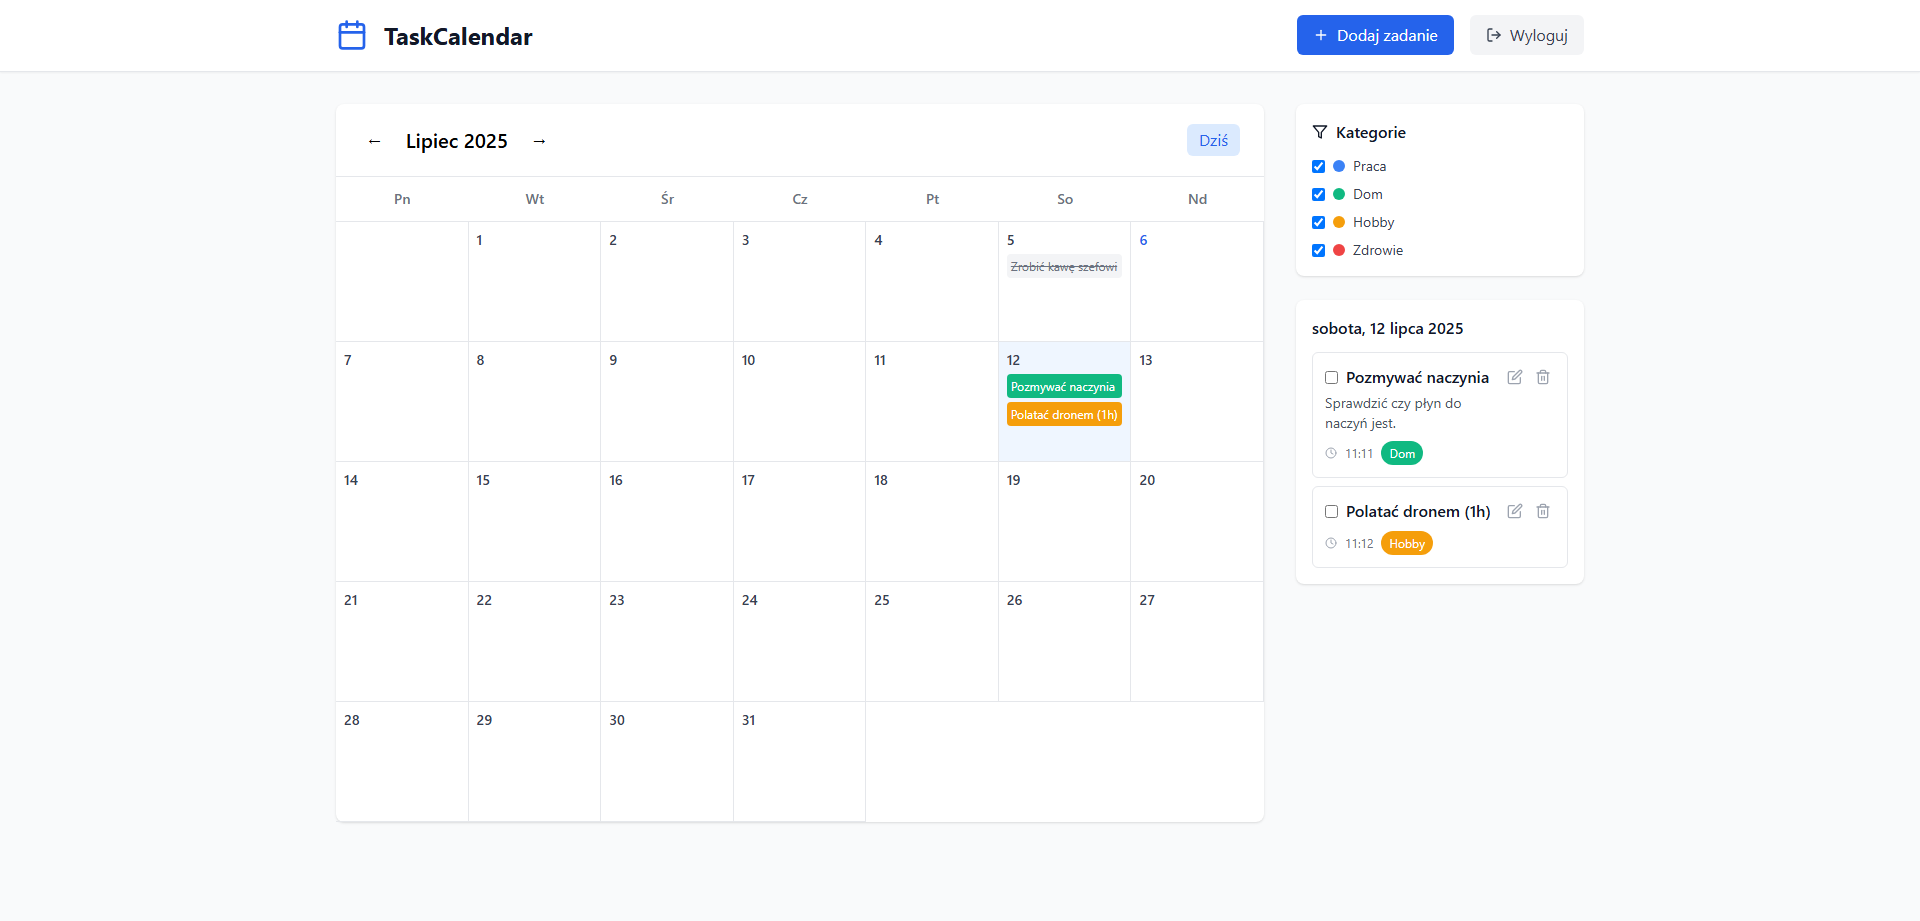 TaskCalendar
+ Dodaj zadanie
Wyloguj
← Lipiec 2025 →
Dziś
Pn Wt Śr Cz Pt So Nd
1 2 3 4 5 6
Zrobić kawę szefowi
7 8 9 10 11 12 13
Pozmywać naczynia
Polatać dronem (1h)
14 15 16 17 18 19 20
21 22 23 24 25 26 27
28 29 30 31
Kategorie
Praca
Dom
Hobby
Zdrowie
sobota, 12 lipca 2025
Pozmywać naczynia
Sprawdzić czy płyn do
naczyń jest.
11:11 Dom
Polatać dronem (1h)
11:12 Hobby